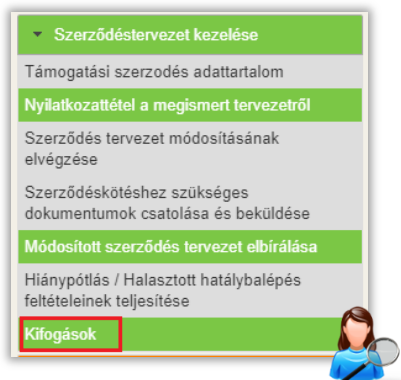 Szerződéstervezet kezelése
Támogatási szerzodés adattartalom
Nyilatkozattétel a megismert tervezetről
Szerződés tervezet módosításának
elvégzése
Szerződéskötéshez szükséges
dokumentumok csatolása és beküldése
Módosított szerződés tervezet elbírálása
Hiánypótlás / Halasztott hatálybalépés
feltételeinek teljesítése
Kifogások